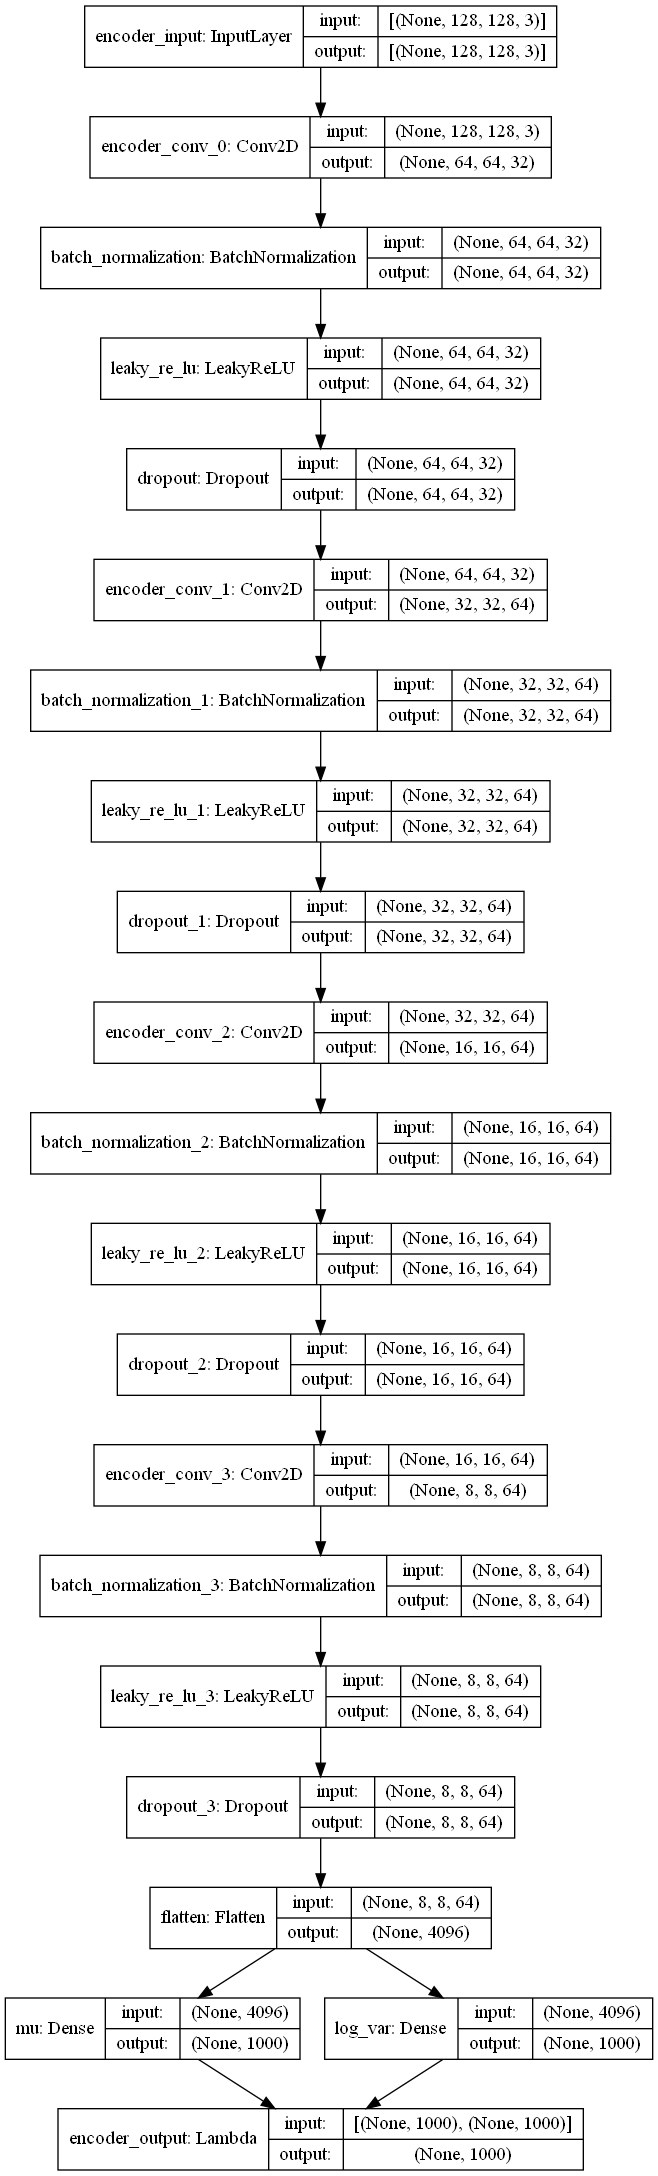 encoder_input: InputLayer
input: [(None, 128, 128, 3)]
output: [(None, 128, 128, 3)]
encoder_conv_0: Conv2D
input: (None, 128, 128, 3)
output: (None, 64, 64, 32)
batch_normalization: BatchNormalization
input: (None, 64, 64, 32)
output: (None, 64, 64, 32)
leaky_re_lu: LeakyReLU
input: (None, 64, 64, 32)
output: (None, 64, 64, 32)
dropout: Dropout
input: (None, 64, 64, 32)
output: (None, 64, 64, 32)
encoder_conv_1: Conv2D
input: (None, 64, 64, 32)
output: (None, 32, 32, 64)
batch_normalization_1: BatchNormalization
input: (None, 32, 32, 64)
output: (None, 32, 32, 64)
leaky_re_lu_1: LeakyReLU
input: (None, 32, 32, 64)
output: (None, 32, 32, 64)
dropout_1: Dropout
input: (None, 32, 32, 64)
output: (None, 32, 32, 64)
encoder_conv_2: Conv2D
input: (None, 32, 32, 64)
output: (None, 16, 16, 64)
batch_normalization_2: BatchNormalization
input: (None, 16, 16, 64)
output: (None, 16, 16, 64)
leaky_re_lu_2: LeakyReLU
input: (None, 16, 16, 64)
output: (None, 16, 16, 64)
dropout_2: Dropout
input: (None, 16, 16, 64)
output: (None, 16, 16, 64)
encoder_conv_3: Conv2D
input: (None, 16, 16, 64)
output: (None, 8, 8, 64)
batch_normalization_3: BatchNormalization
input: (None, 8, 8, 64)
output: (None, 8, 8, 64)
leaky_re_lu_3: LeakyReLU
input: (None, 8, 8, 64)
output: (None, 8, 8, 64)
dropout_3: Dropout
input: (None, 8, 8, 64)
output: (None, 8, 8, 64)
flatten: Flatten
input: (None, 8, 8, 64)
output: (None, 4096)
mu: Dense
input: (None, 4096)
output: (None, 1000)
log_var: Dense
input: (None, 4096)
output: (None, 1000)
encoder_output: Lambda
input: [(None, 1000), (None, 1000)]
output: (None, 1000)